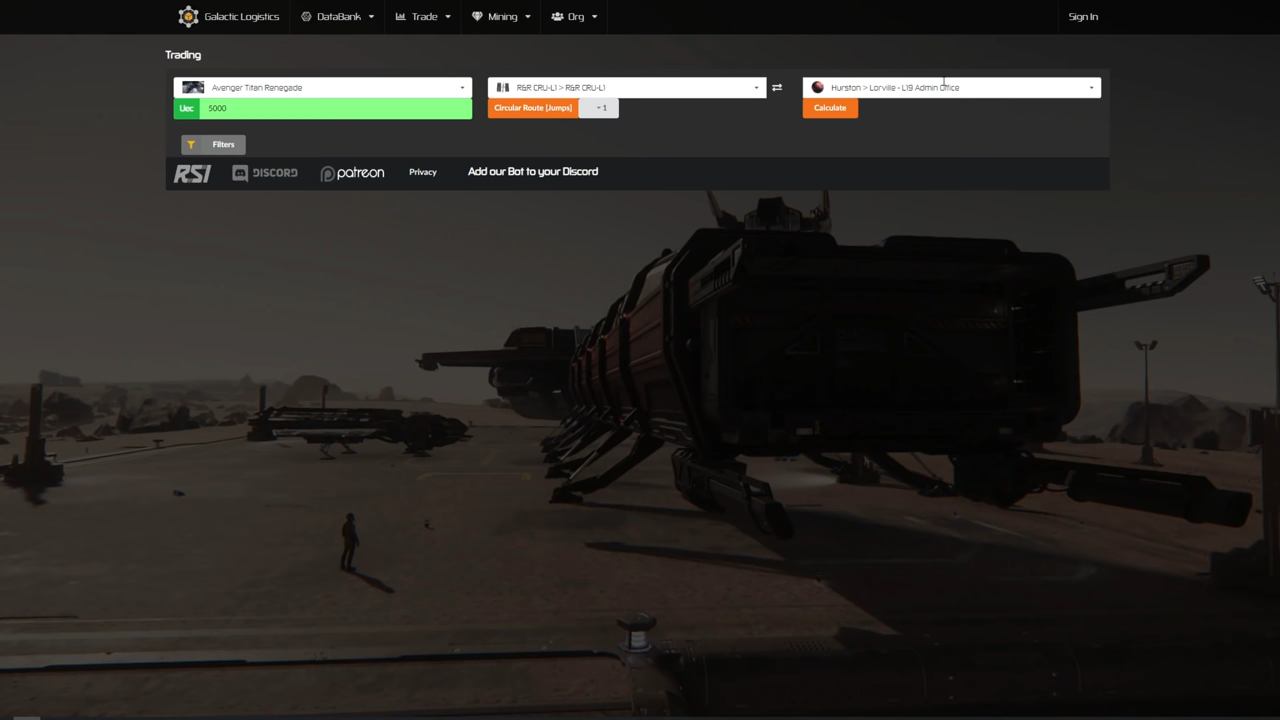 Galactic Logistics DataBank Trade Mining Org Sign In
Trading
Avenger Titan Renegade R&R CRU-L1 > R&R CRU-L1 Hurston > Lorville - L19 Admin Office
Uec 5000 Circular Route [Jumps] - 1 Calculate
Filters
RSI DISCORD patreon Privacy Add our Bot to your Discord